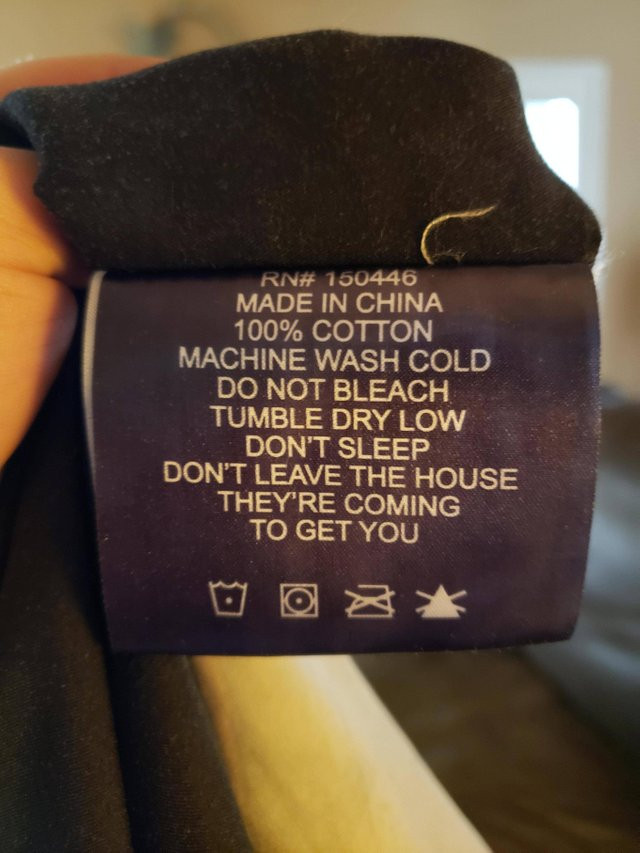 RN# 150446
MADE IN CHINA
100% COTTON
MACHINE WASH COLD
DO NOT BLEACH
TUMBLE DRY LOW
DON'T SLEEP
DON'T LEAVE THE HOUSE
THEY'RE COMING
TO GET YOU